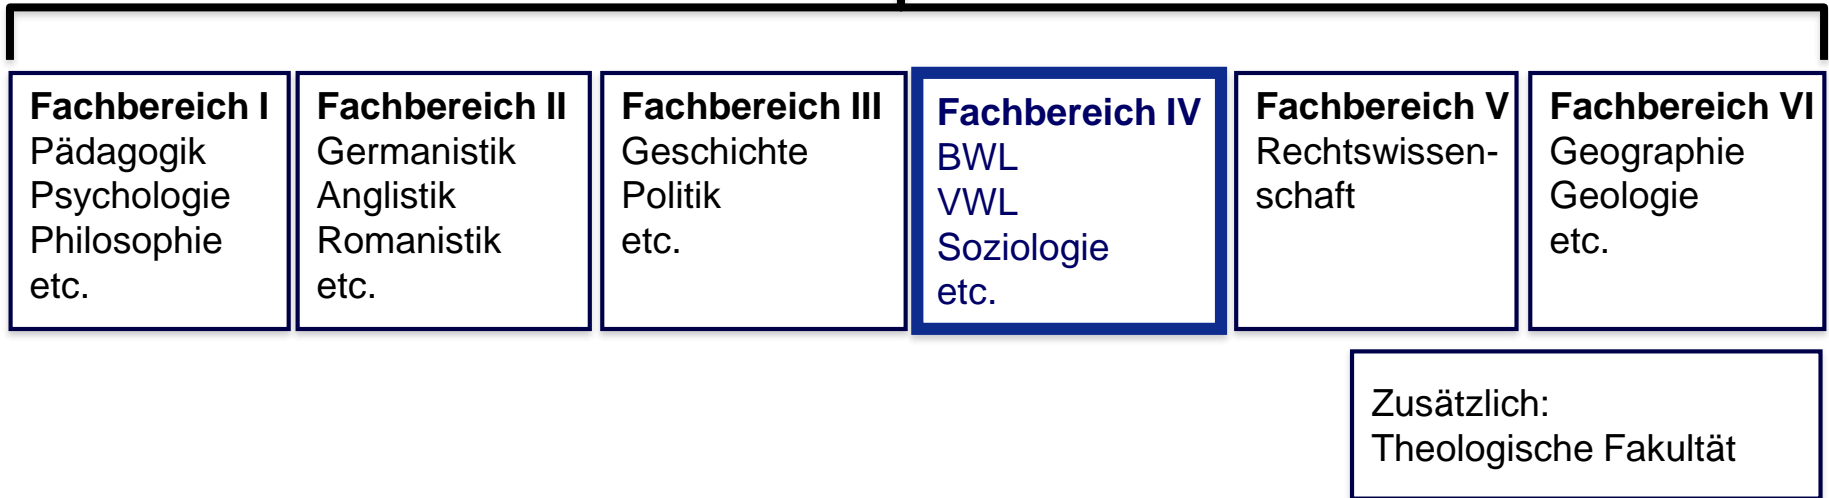 Fachbereich I
Pädagogik
Psychologie
Philosophie
etc.
Fachbereich II
Germanistik
Anglistik
Romanistik
etc.
Fachbereich III
Geschichte
Politik
etc.
Fachbereich IV
BWL
VWL
Soziologie
etc.
Fachbereich V
Rechtswissen-
schaft
Fachbereich VI
Geographie
Geologie
etc.
Zusätzlich:
Theologische Fakultät